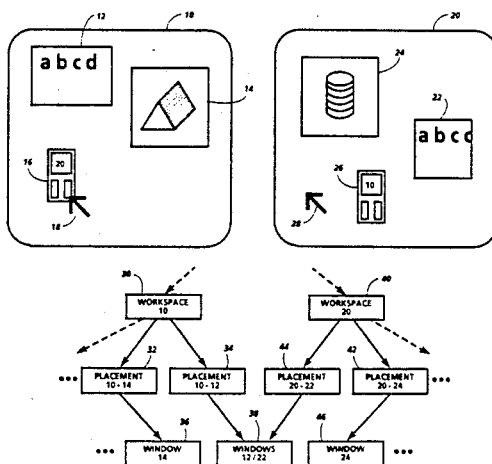 12
10
20
abcd
14
24
22
abcc
16
20
18
26
10
28
30
40
WORKSPACE
10
WORKSPACE
20
32
34
44
42
PLACEMENT
10 - 14
PLACEMENT
10 - 12
PLACEMENT
20 - 22
PLACEMENT
20 - 24
36
38
46
WINDOW
14
WINDOWS
12 / 22
WINDOW
24